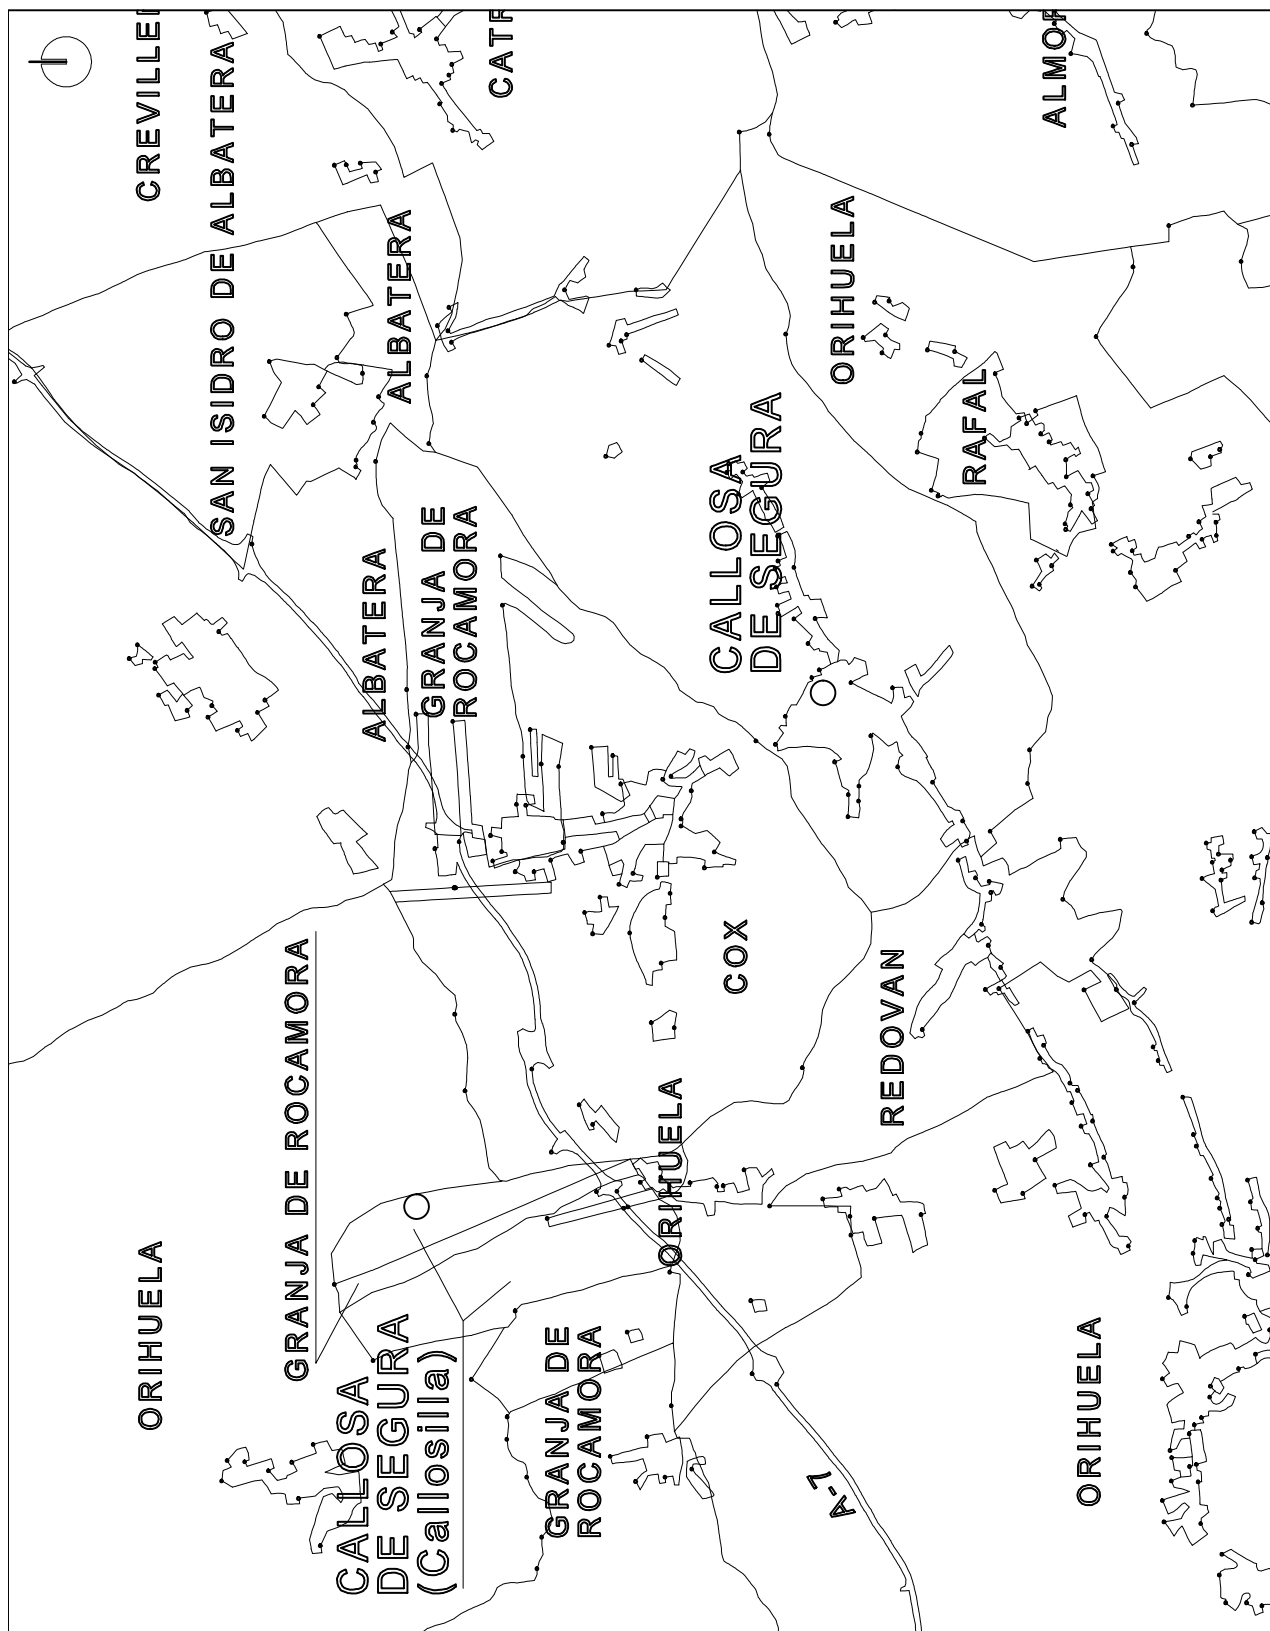 CREVILLE
SAN ISIDRO DE ALBATERA
ALBATERA
CATR
ALMOR
ORIHUELA
RAFAL
CALLOSA
DE SEGURA
GRANJA DE
ROCAMORA
ALBATERA
COX
REDOVAN
GRANJA DE ROCAMORA
ORIHUELA
ORIHUELA
CALLOSA
DE SEGURA
(Callosilla)
GRANJA DE
ROCAMORA
A-7
ORIHUELA